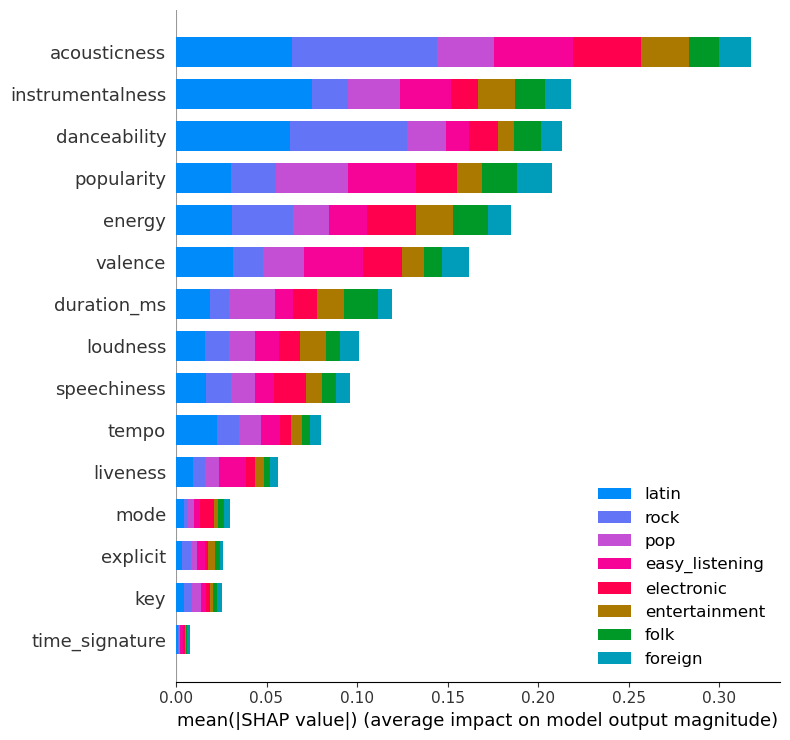 acousticness
instrumentalness
danceability
popularity
energy
valence
duration_ms
loudness
speechiness
tempo
liveness
mode
explicit
key
time_signature
latin
rock
pop
easy_listening
electronic
entertainment
folk
foreign
0.00 0.05 0.10 0.15 0.20 0.25 0.30
mean(|SHAP value|) (average impact on model output magnitude)